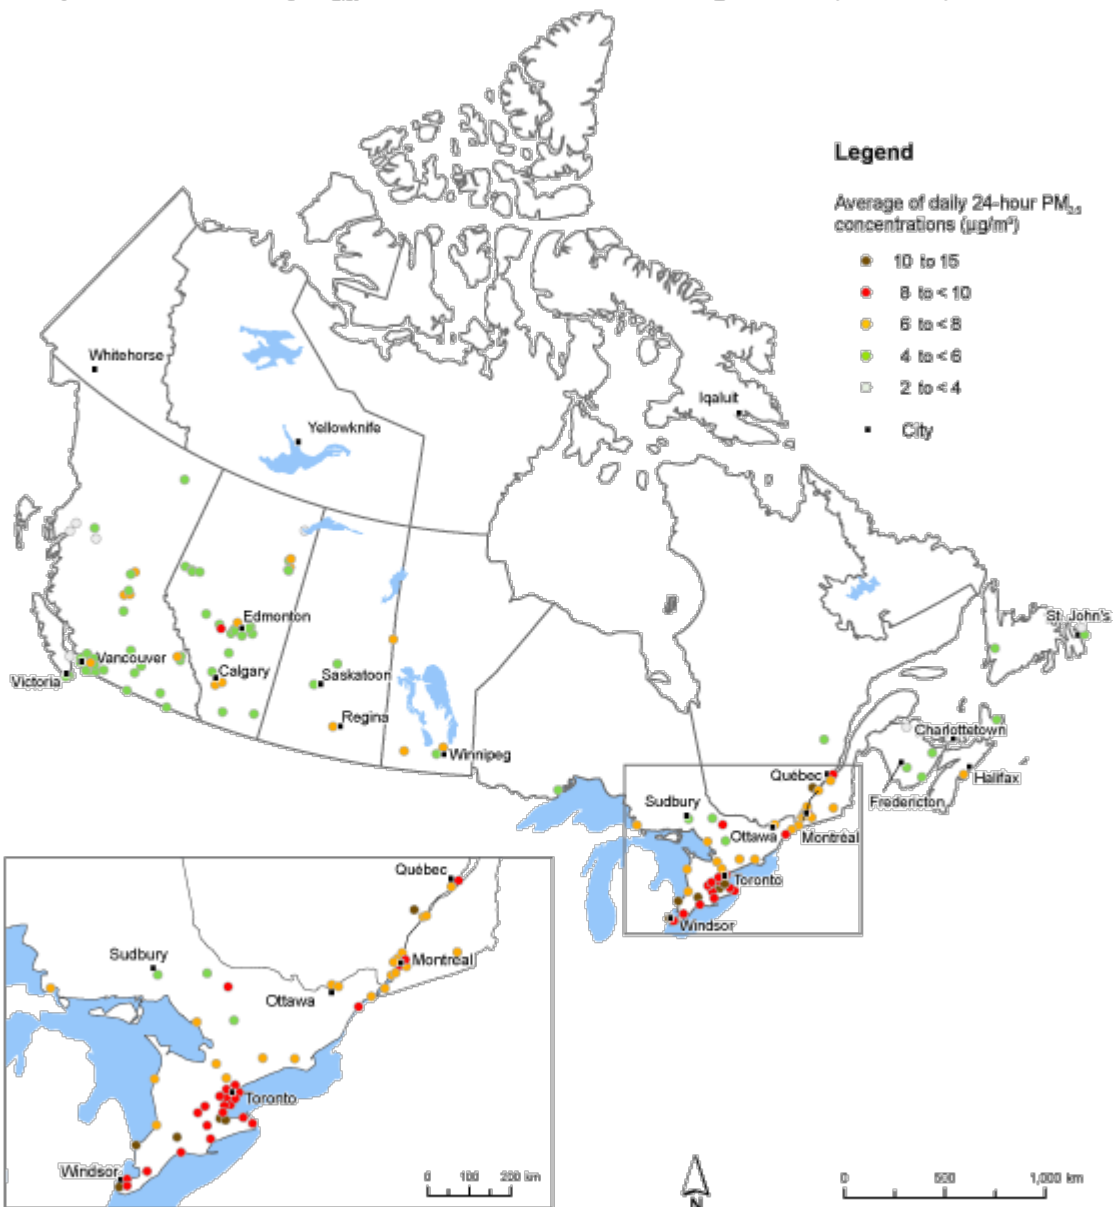 Legend
Average of daily 24-hour PM2.5
concentrations (µg/m³)
10 to 15
8 to < 10
6 to < 8
4 to < 6
2 to < 4
City
Whitehorse
Iqaluit
Yellowknife
Edmonton
St. John's
Vancouver
Calgary
Saskatoon
Victoria
Regina
Charlottetown
Winnipeg
Québec
Halifax
Sudbury
Fredericton
Ottawa
Montréal
Toronto
Windsor
Québec
Sudbury
Montréal
Ottawa
Toronto
Windsor
0 100 200 km
N
0 500 1,000 km